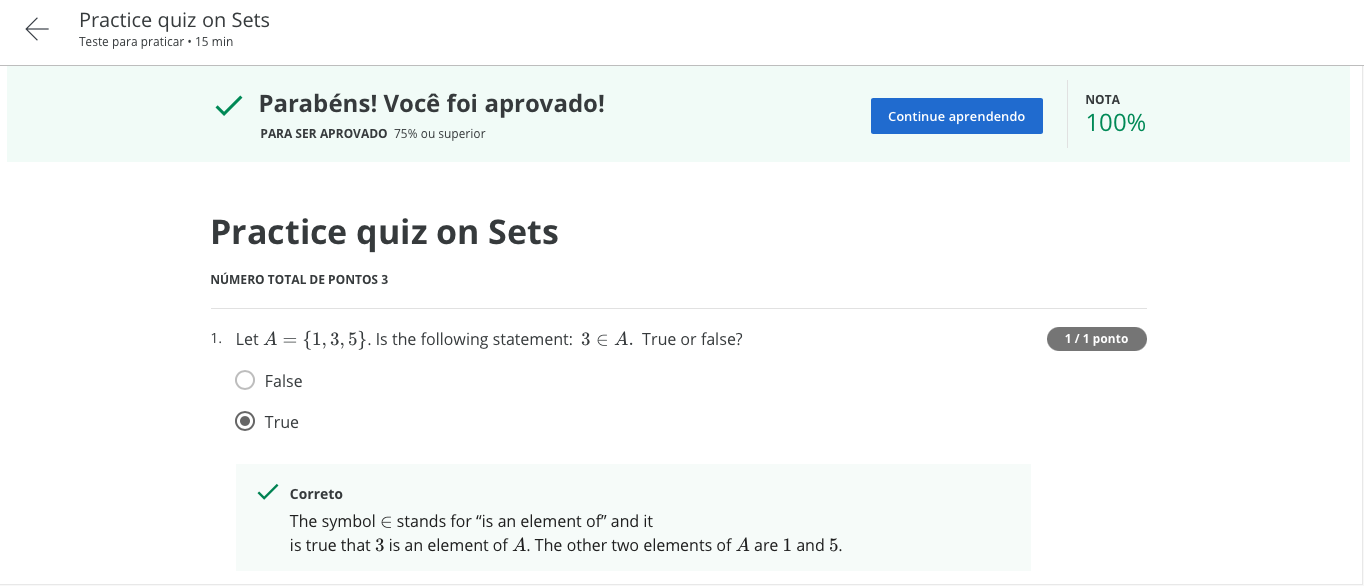 Practice quiz on Sets
Teste para praticar • 15 min
Parabéns! Você foi aprovado!
PARA SER APROVADO 75% ou superior
Continue aprendendo
NOTA
100%
Practice quiz on Sets
NÚMERO TOTAL DE PONTOS 3
1. Let A = {1, 3, 5}. Is the following statement: 3 ∈ A. True or false?
1 / 1 ponto
False
True
Correto
The symbol ∈ stands for “is an element of” and it
is true that 3 is an element of A. The other two elements of A are 1 and 5.